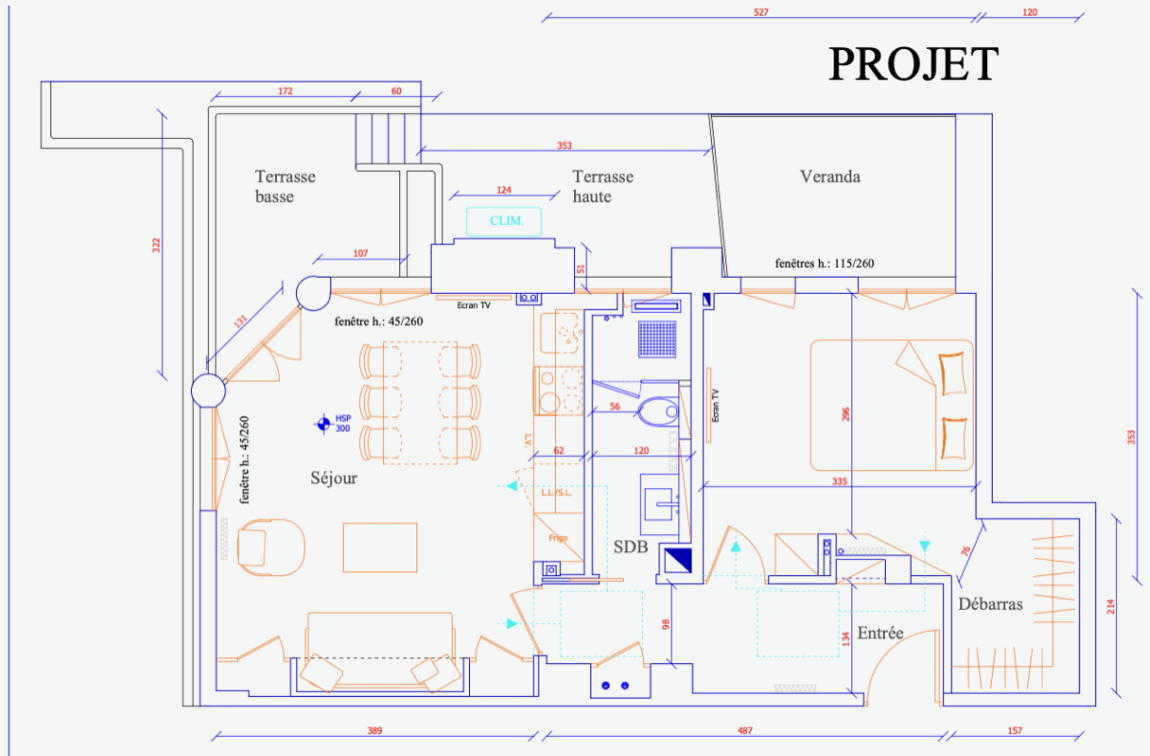 527
120
PROJET
172
60
353
Terrasse
basse
Terrasse
haute
Veranda
124
CLIM.
322
107
51
fenêtres h.: 115/260
Ecran TV
fenêtre h.: 45/260
131
HSP
300
fenêtre h.: 45/260
Séjour
56
L.V.
62
120
Ecran TV
296
335
353
L.L./S.L.
Frigo
SDB
76
98
134
Entrée
Débarras
214
389
487
157